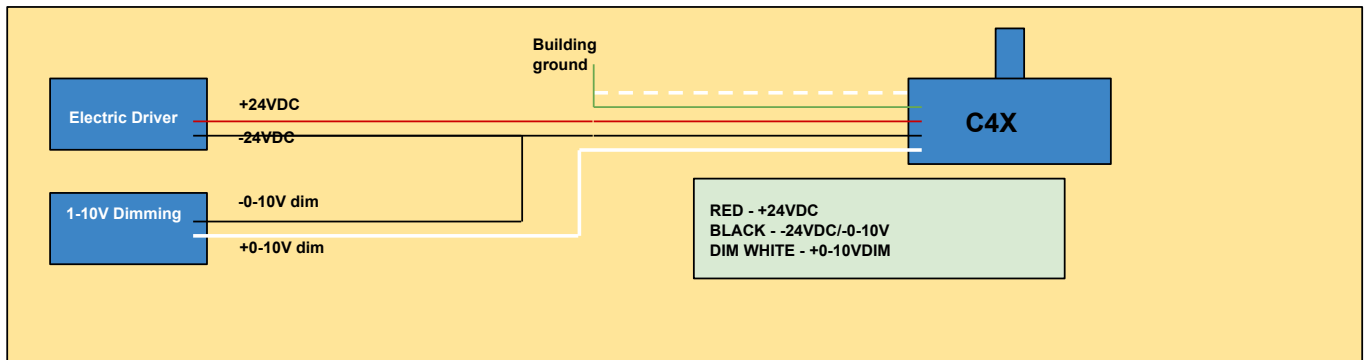 Building
ground
+24VDC
Electric Driver
-24VDC
C4X
1-10V Dimming
-0-10V dim
+0-10V dim
RED - +24VDC
BLACK - -24VDC/-0-10V
DIM WHITE - +0-10VDIM